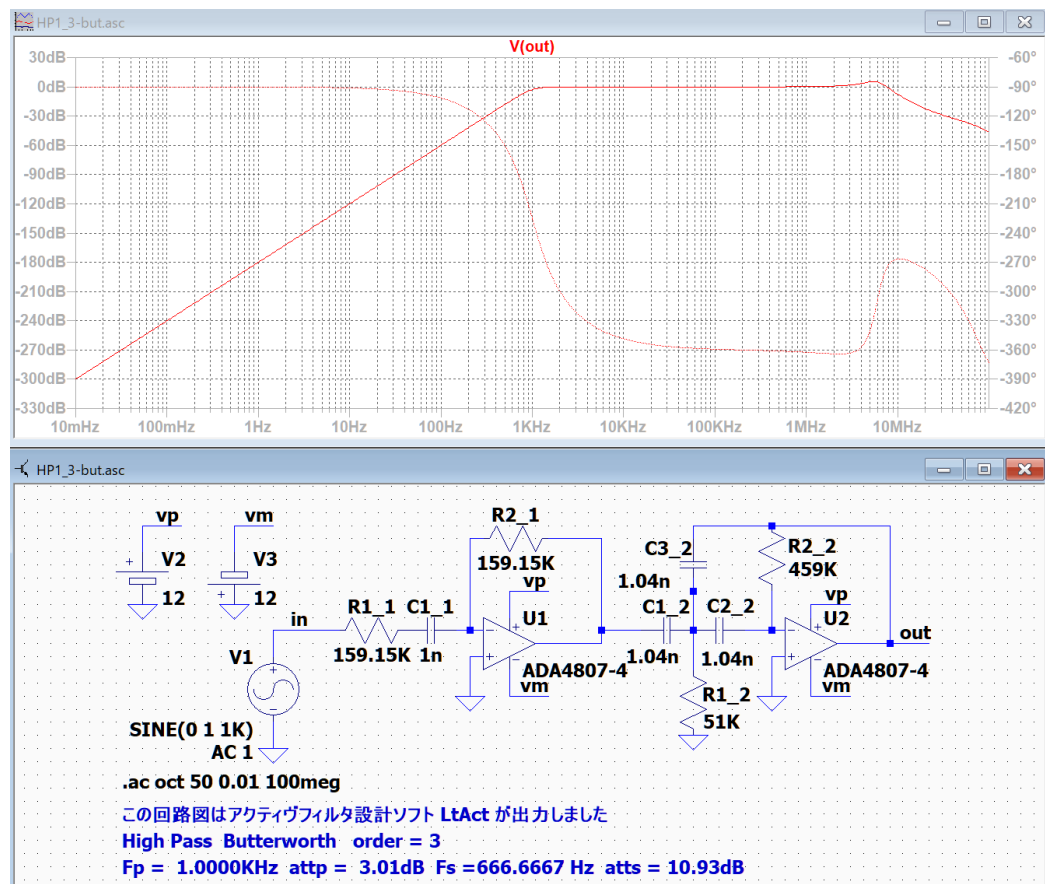 HP1_3-but.asc
V(out)
30dB
0dB
-30dB
-60dB
-90dB
-120dB
-150dB
-180dB
-210dB
-240dB
-270dB
-300dB
-330dB
-60°
-90°
-120°
-150°
-180°
-210°
-240°
-270°
-300°
-330°
-360°
-390°
-420°
10mHz 100mHz 1Hz 10Hz 100Hz 1KHz 10KHz 100KHz 1MHz 10MHz
HP1_3-but.asc
vp
V2
12
vm
V3
12
in
V1
SINE(0 1 1K)
AC 1
R1_1
159.15K
C1_1
1n
R2_1
159.15K
vp
U1
ADA4807-4
vm
C3_2
1.04n
C1_2
1.04n
C2_2
1.04n
R1_2
51K
R2_2
459K
vp
U2
ADA4807-4
vm
out
.ac oct 50 0.01 100meg
この回路図はアクティヴフィルタ設計ソフト LtAct が出力しました
High Pass Butterworth order = 3
Fp = 1.0000KHz attp = 3.01dB Fs =666.6667 Hz atts = 10.93dB